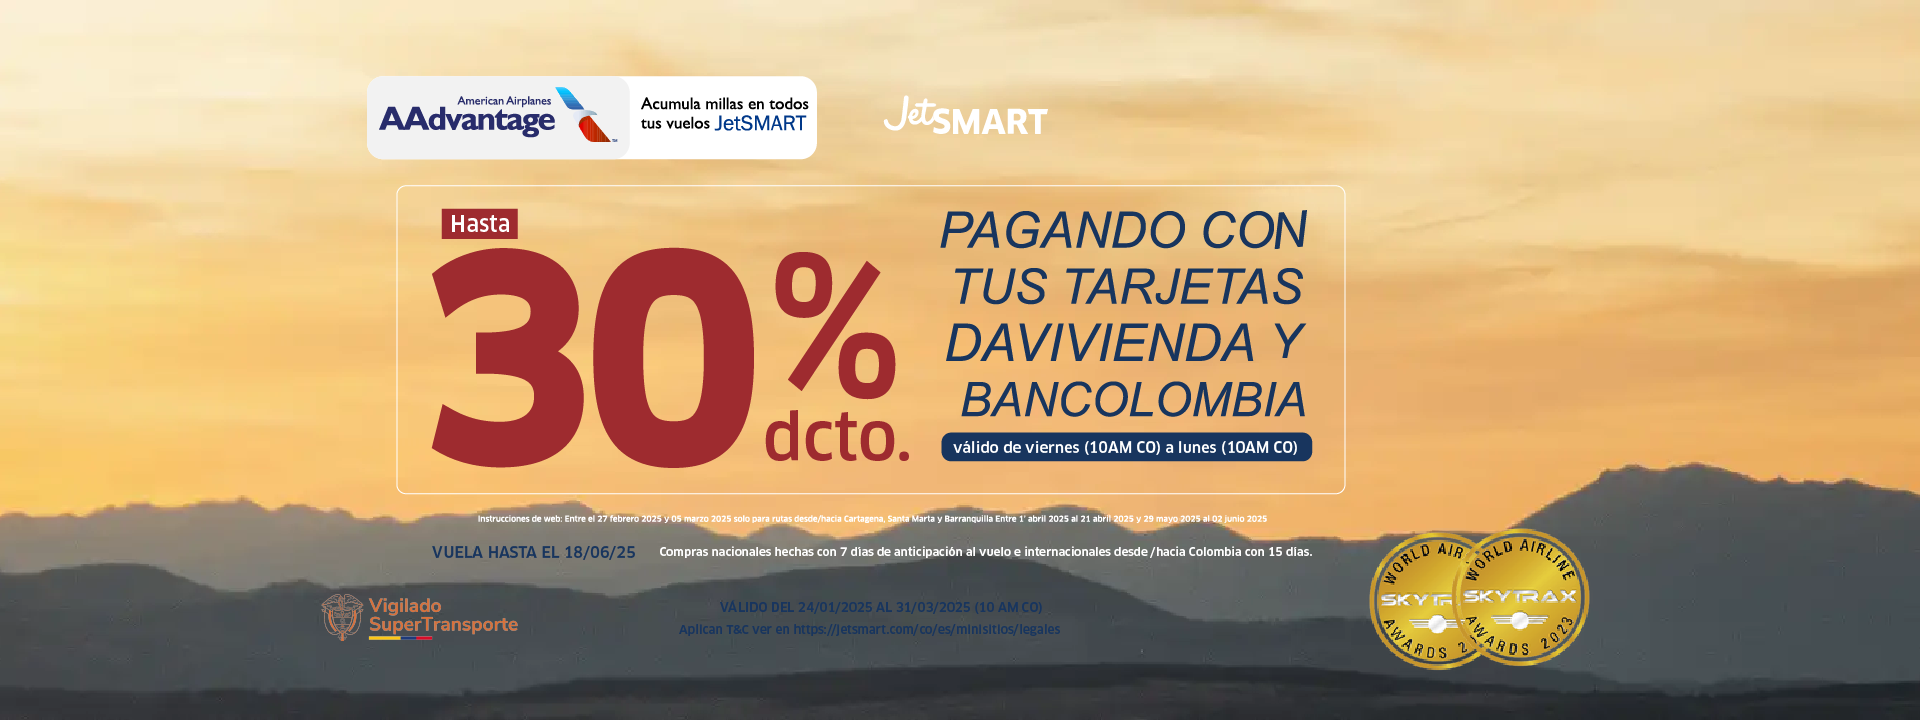 American Airplanes
AAdvantage
Acumula millas en todos
tus vuelos JetSMART
JetSMART
Hasta
30%
dcto.
PAGANDO CON
TUS TARJETAS
DAVIVIENDA Y
BANCOLOMBIA
válido de viernes (10AM CO) a lunes (10AM CO)
Instrucciones de web: Entre el 27 febrero 2025 y 05 marzo 2025 solo para rutas desde/hacia Cartagena, Santa Marta y Barranquilla Entre 1' abril 2025 al 21 abril 2025 y 29 mayo 2025 al 02 junio 2025
VUELA HASTA EL 18/06/25
Compras nacionales hechas con 7 dias de anticipación al vuelo e internacionales desde /hacia Colombia con 15 días.
Vigilado
SuperTransporte
VÁLIDO DEL 24/01/2025 AL 31/03/2025 (10 AM CO)
Aplican T&C ver en https://jetsmart.com/co/es/minisitios/legales
WORLD AIR
SKYTR
AWARDS 2
WORLD AIRLINE
SKYTRAX
AWARDS 2023